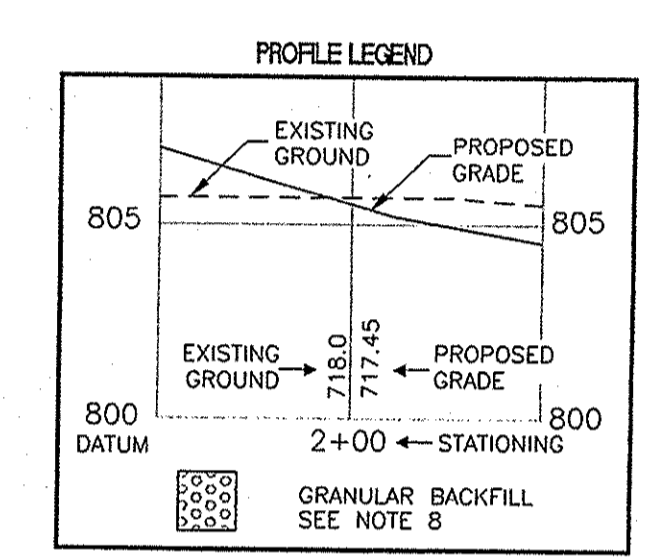 PROFILE LEGEND
EXISTING
GROUND
PROPOSED
GRADE
805
805
EXISTING
GROUND
718.0
717.45
PROPOSED
GRADE
800
800
DATUM
2+00
STATIONING
GRANULAR BACKFILL
SEE NOTE 8